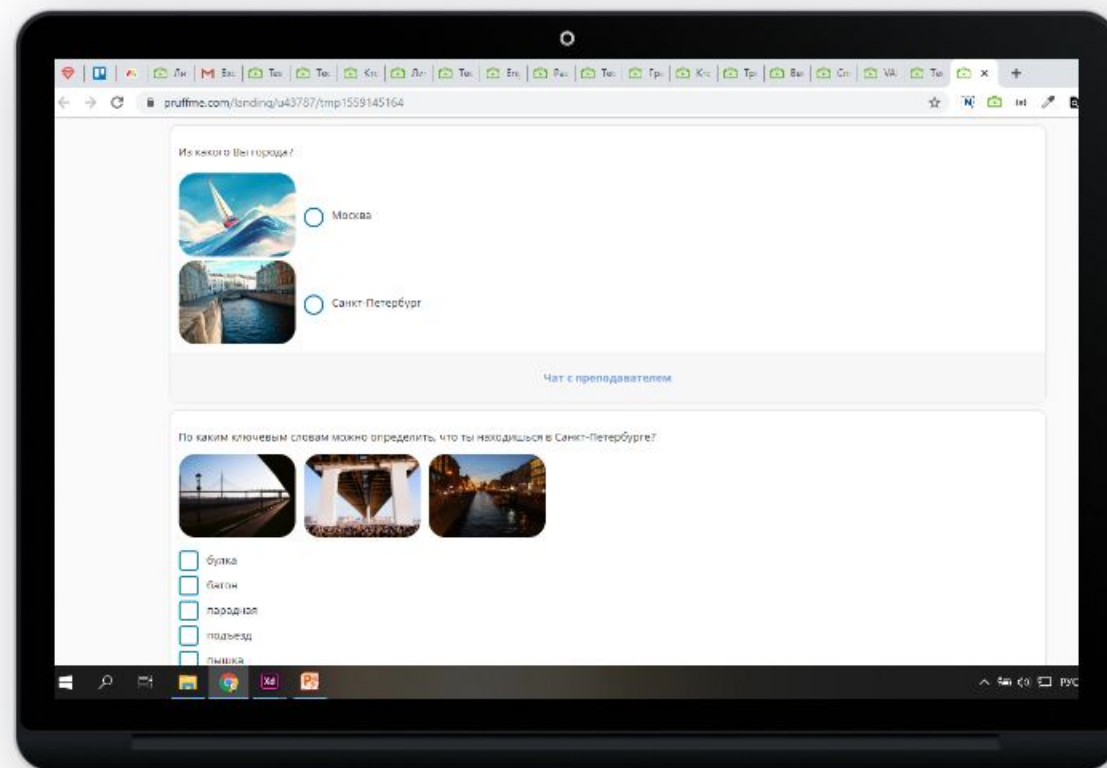 pruffme.com/landing/u43787/tmp1559145164
Из какого Вы города?
Москва
Санкт-Петербург
Чат с преподавателем
По каким ключевым словам можно определить, что ты находишься в Санкт-Петербурге?
булка
батон
парадная
подъезд
пышка
РУС